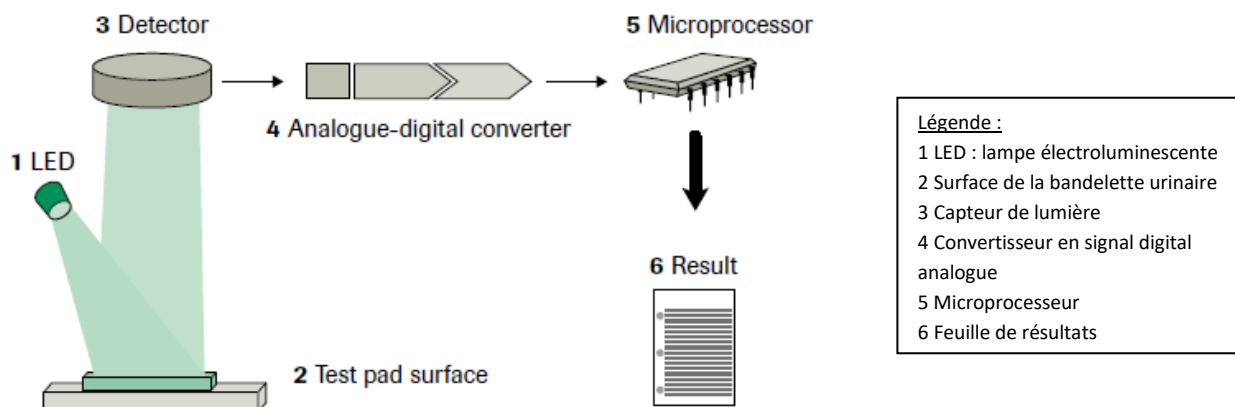 3 Detector
5 Microprocessor
4 Analogue-digital converter
1 LED
6 Result
2 Test pad surface
Légende :
1 LED : lampe électroluminescente
2 Surface de la bandelette urinaire
3 Capteur de lumière
4 Convertisseur en signal digital
analogue
5 Microprocesseur
6 Feuille de résultats